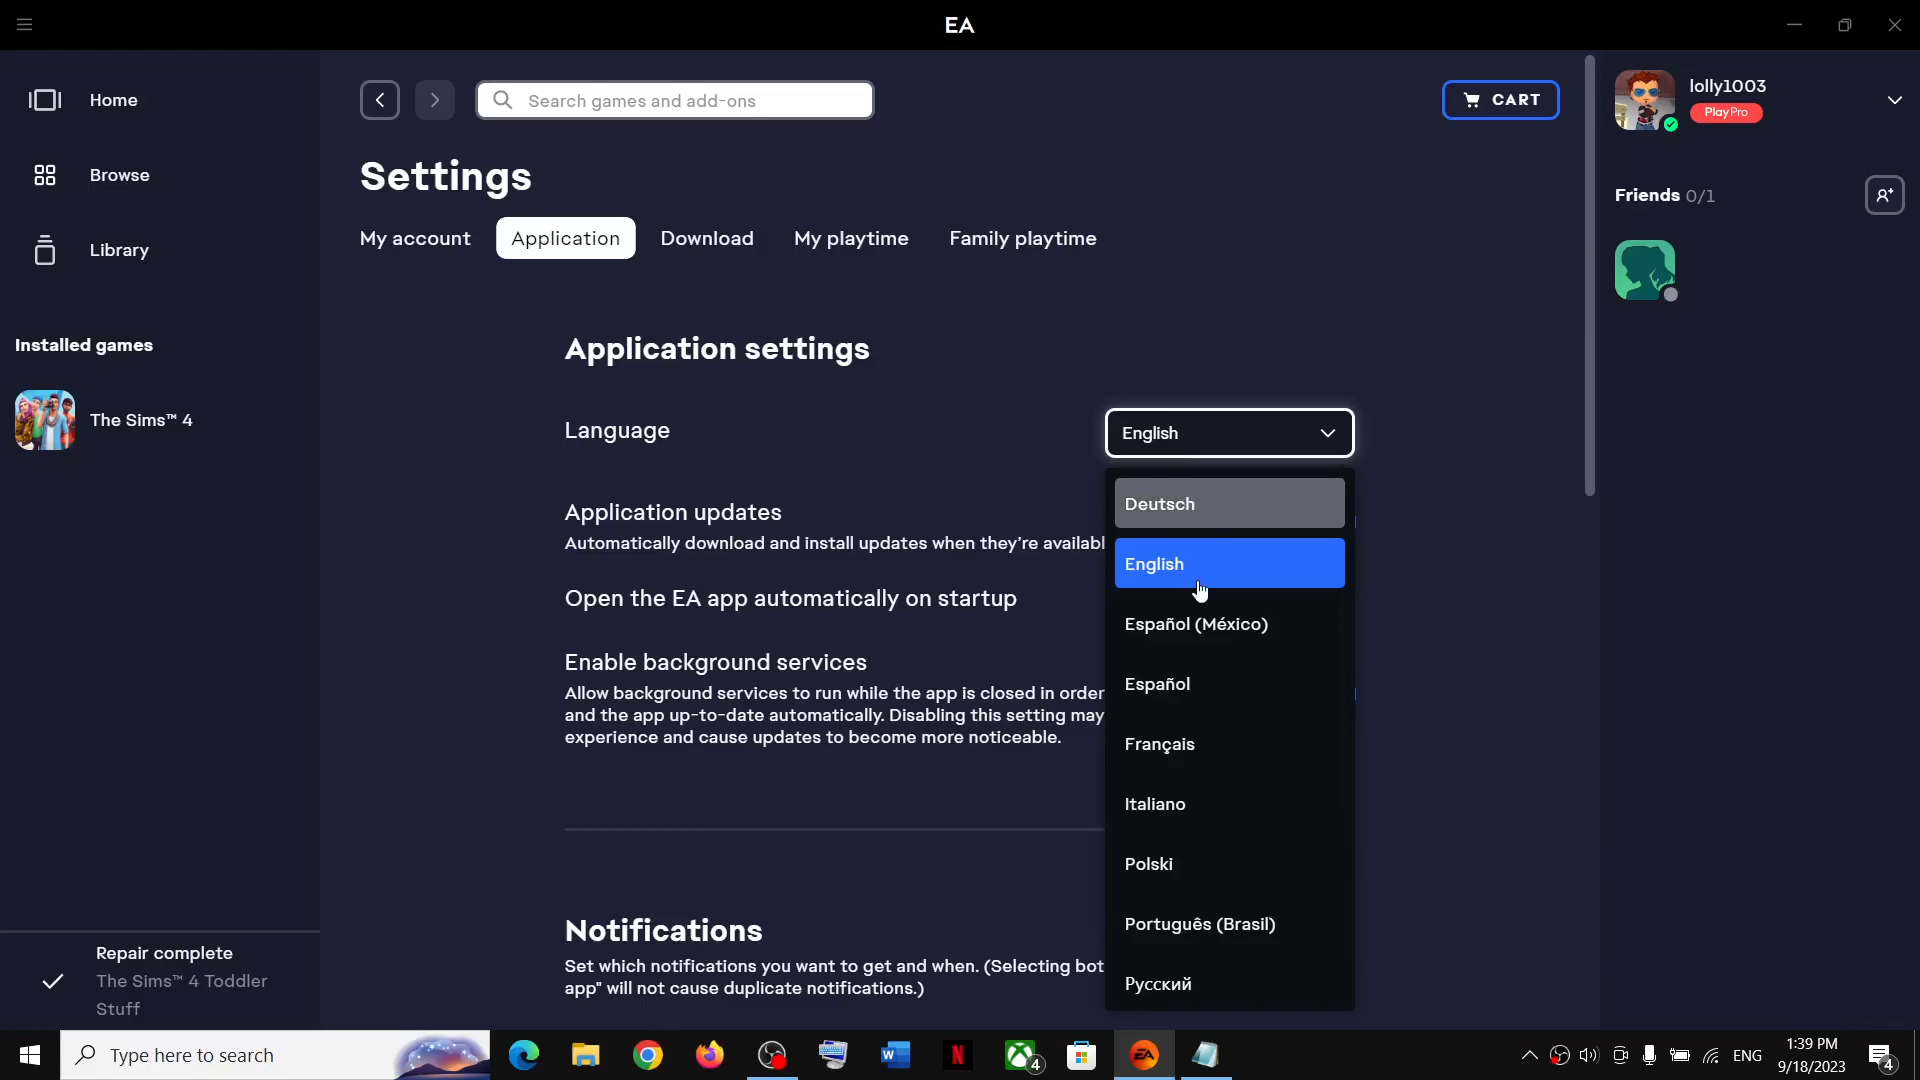 EA
Home
Browse
Library
Installed games
The Sims™ 4
Repair complete
The Sims™ 4 Toddler
Stuff
Search games and add-ons
CART
Settings
My account
Application
Download
My playtime
Family playtime
Application settings
Language
English
Deutsch
English
Español (México)
Español
Français
Italiano
Polski
Português (Brasil)
Русский
Application updates
Automatically download and install updates when they're availabl
Open the EA app automatically on startup
Enable background services
Allow background services to run while the app is closed in order
and the app up-to-date automatically. Disabling this setting may
experience and cause updates to become more noticeable.
Notifications
Set which notifications you want to get and when. (Selecting bot
app" will not cause duplicate notifications.)
lolly1003
PlayPro
Friends 0/1
Type here to search
W
N
4
EA
ENG
1:39 PM
9/18/2023
4